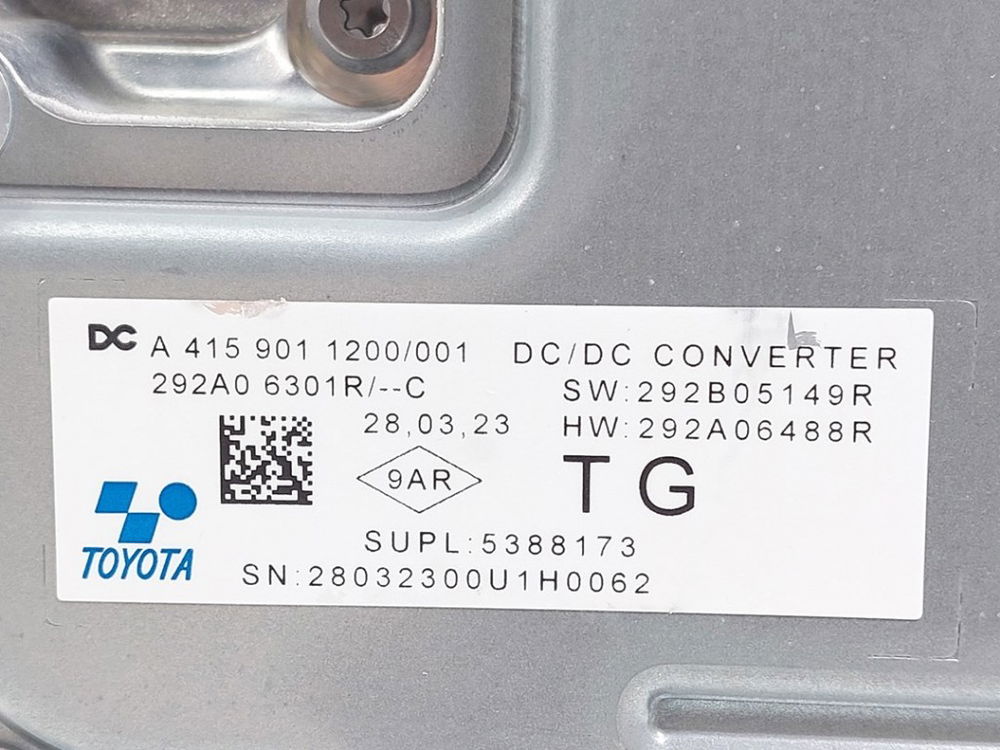 DC A 415 901 1200/001 DC/DC CONVERTER
292A0 6301R/--C SW:292B05149R
28,03,23 HW:292A06488R
9AR TG
TOYOTA
SUPL:5388173
SN:28032300U1H0062